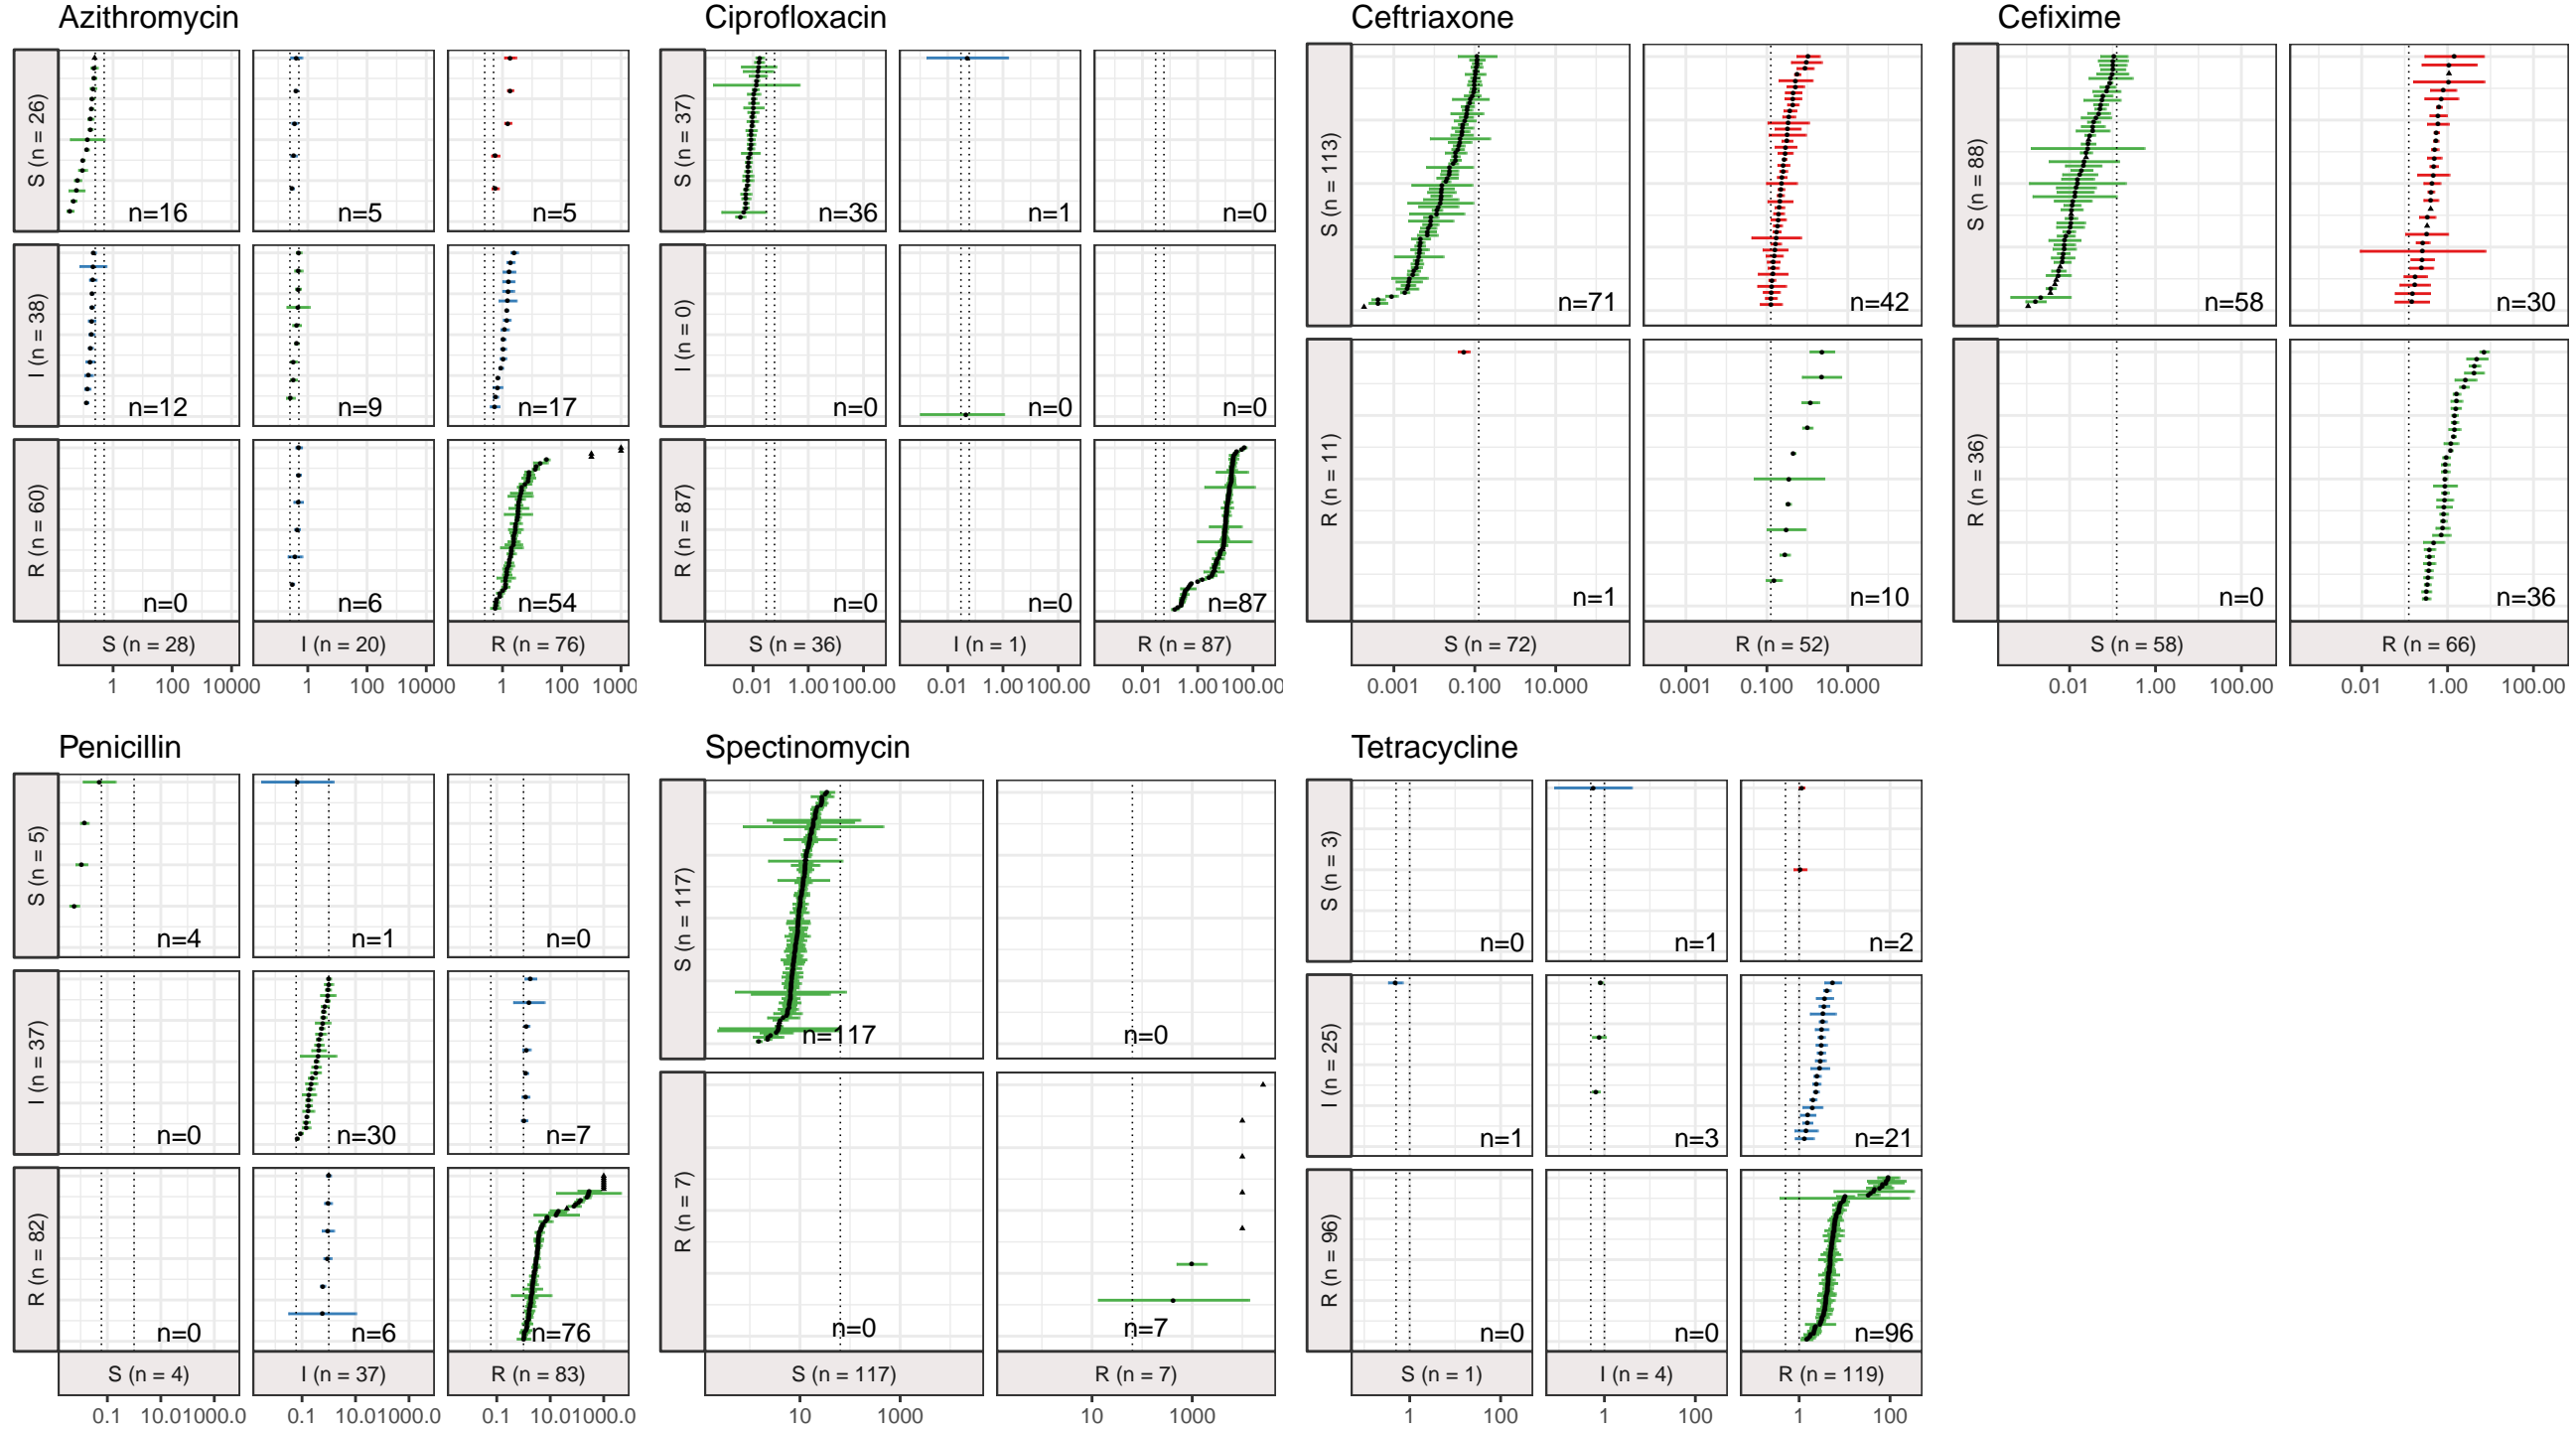 Azithromycin
S (n = 26)
n=16
n=5
n=5
I (n = 38)
n=12
n=9
n=17
R (n = 60)
n=0
n=6
n=54
S (n = 28)
I (n = 20)
R (n = 76)
1 100 10000
1 100 10000
1 100 1000
Ciprofloxacin
S (n = 37)
n=36
n=1
n=0
I (n = 0)
n=0
n=0
n=0
R (n = 87)
n=0
n=0
n=87
S (n = 36)
I (n = 1)
R (n = 87)
0.01 1.00 100.00
0.01 1.00 100.00
0.01 1.00 100.00
Ceftriaxone
S (n = 113)
n=71
n=42
R (n = 11)
n=1
n=10
S (n = 72)
R (n = 52)
0.001 0.100 10.000
0.001 0.100 10.000
Cefixime
S (n = 88)
n=58
n=30
R (n = 36)
n=0
n=36
S (n = 58)
R (n = 66)
0.01 1.00 100.00
0.01 1.00 100.00
Penicillin
S (n = 5)
n=4
n=1
n=0
I (n = 37)
n=0
n=30
n=7
R (n = 82)
n=0
n=6
n=76
S (n = 4)
I (n = 37)
R (n = 83)
0.1 10.0 1000.0
0.1 10.0 1000.0
0.1 10.0 1000.0
Spectinomycin
S (n = 117)
n=117
n=0
R (n = 7)
n=0
n=7
S (n = 117)
R (n = 7)
10 1000
10 1000
Tetracycline
S (n = 3)
n=0
n=1
n=2
I (n = 25)
n=1
n=3
n=21
R (n = 96)
n=0
n=0
n=96
S (n = 1)
I (n = 4)
R (n = 119)
1 100
1 100
1 100